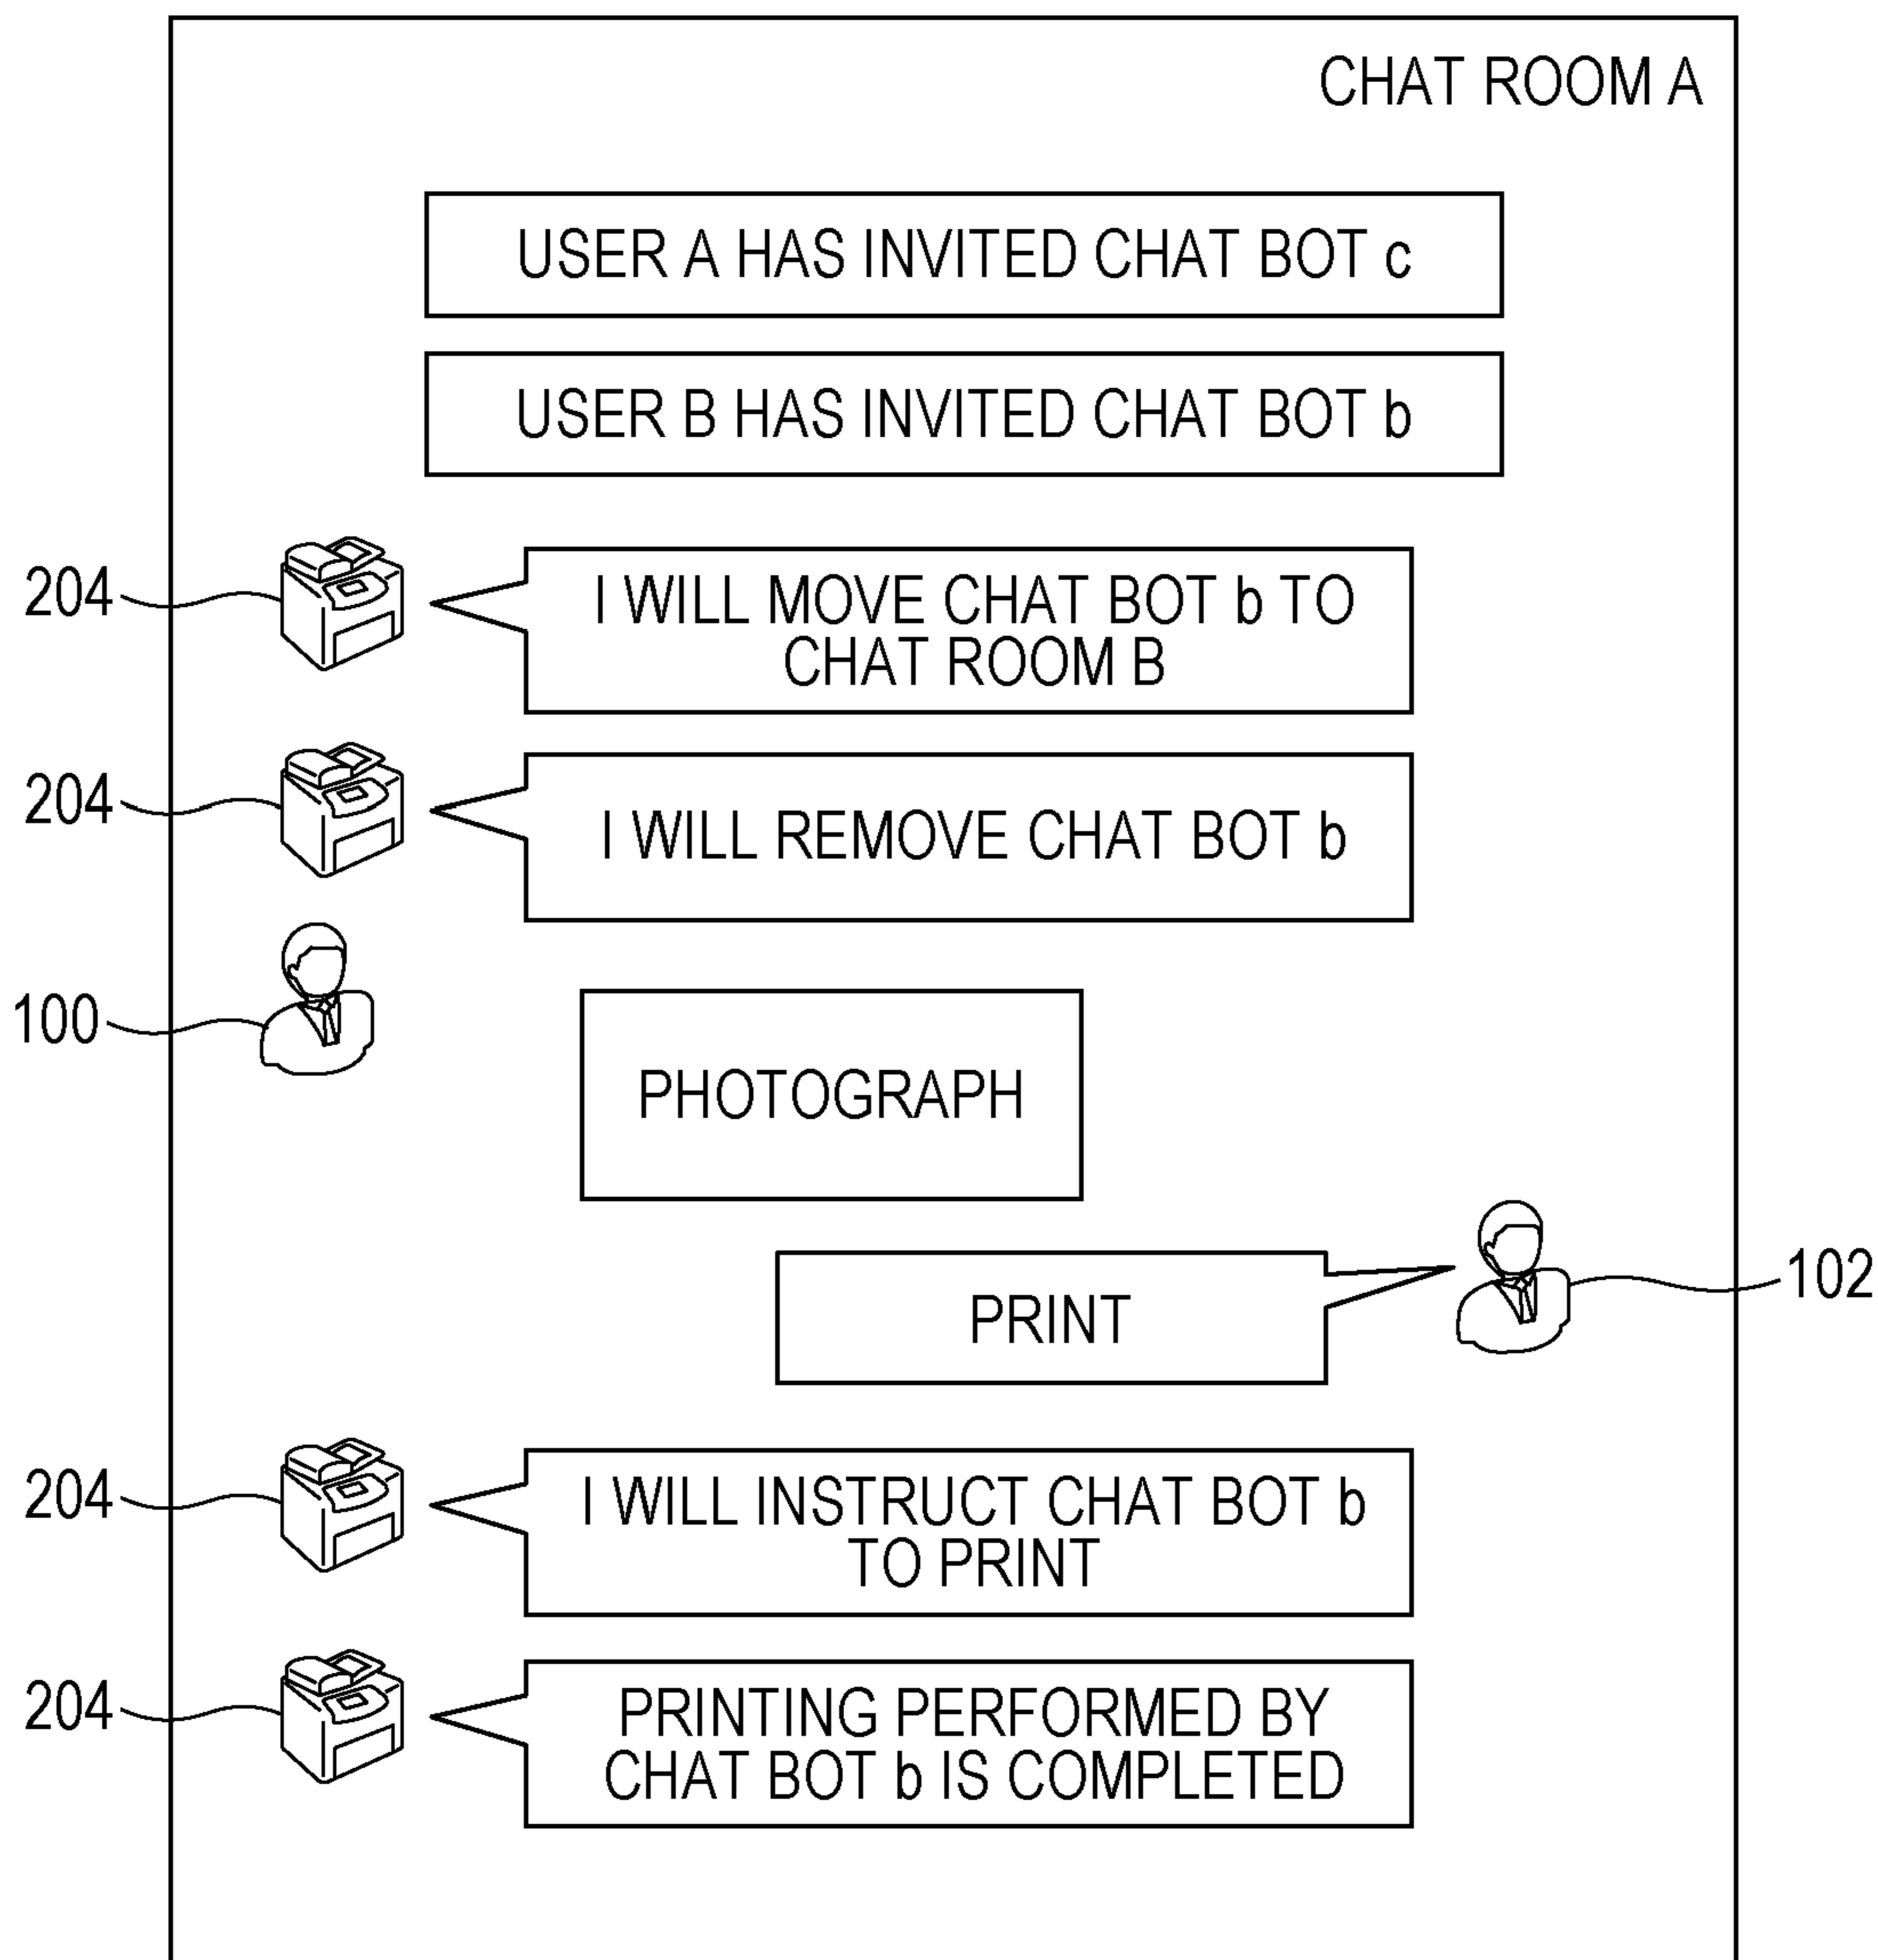 CHAT ROOM A
USER A HAS INVITED CHAT BOT c
USER B HAS INVITED CHAT BOT b
204
I WILL MOVE CHAT BOT b TO
CHAT ROOM B
204
I WILL REMOVE CHAT BOT b
100
PHOTOGRAPH
PRINT
102
204
I WILL INSTRUCT CHAT BOT b
TO PRINT
204
PRINTING PERFORMED BY
CHAT BOT b IS COMPLETED